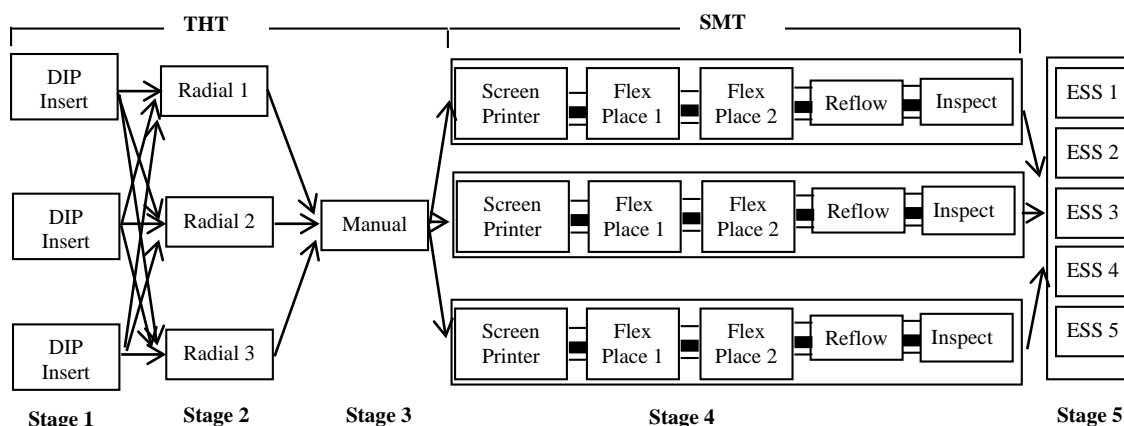 THT
SMT
DIP
Insert
Radial 1
Screen
Printer
Flex
Place 1
Flex
Place 2
Reflow
Inspect
ESS 1
ESS 2
DIP
Insert
Radial 2
Manual
Screen
Printer
Flex
Place 1
Flex
Place 2
Reflow
Inspect
ESS 3
ESS 4
DIP
Insert
Radial 3
Screen
Printer
Flex
Place 1
Flex
Place 2
Reflow
Inspect
ESS 5
Stage 1
Stage 2
Stage 3
Stage 4
Stage 5